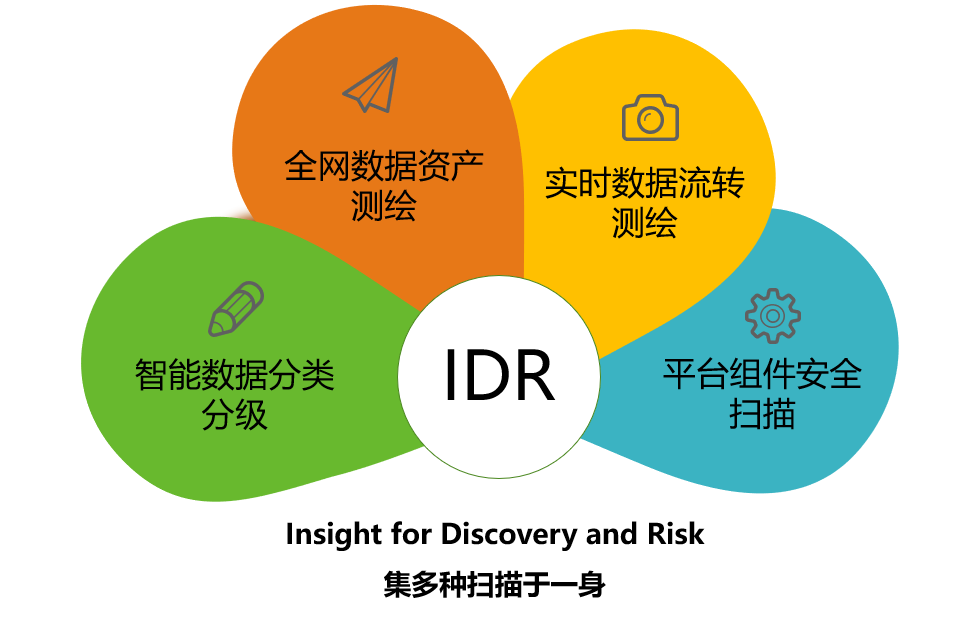 全网数据资产
测绘
实时数据流转
测绘
智能数据分类
分级
IDR
平台组件安全
扫描
Insight for Discovery and Risk
集多种扫描于一身